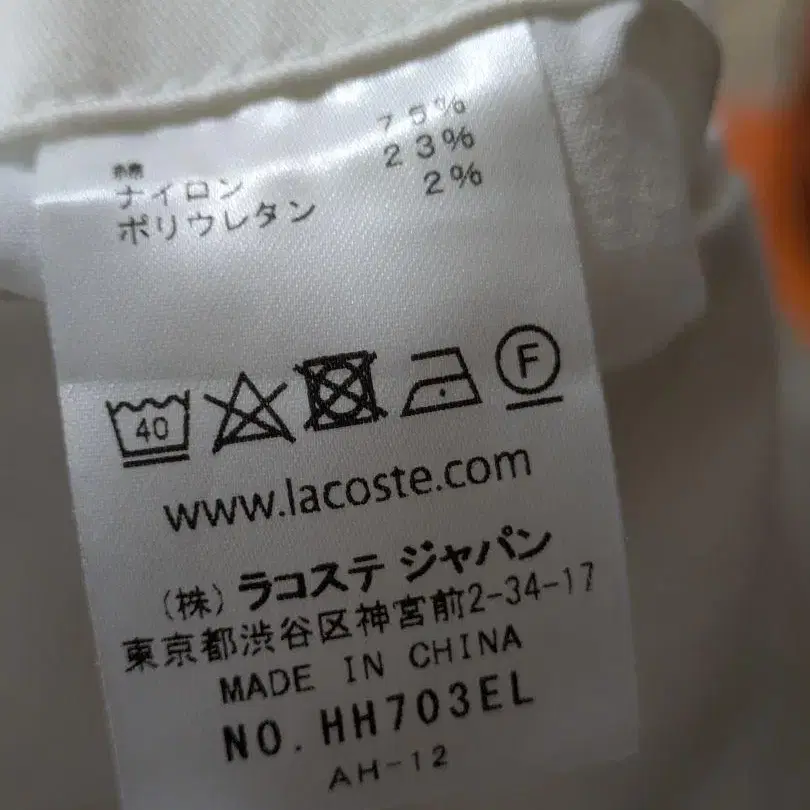 綿 75%
ナイロン 23%
ポリウレタン 2%
40 F
www.lacoste.com
(株) ラコステ ジャパン
東京都渋谷区神宮前2-34-17
MADE IN CHINA
NO. HH703EL
AH-12